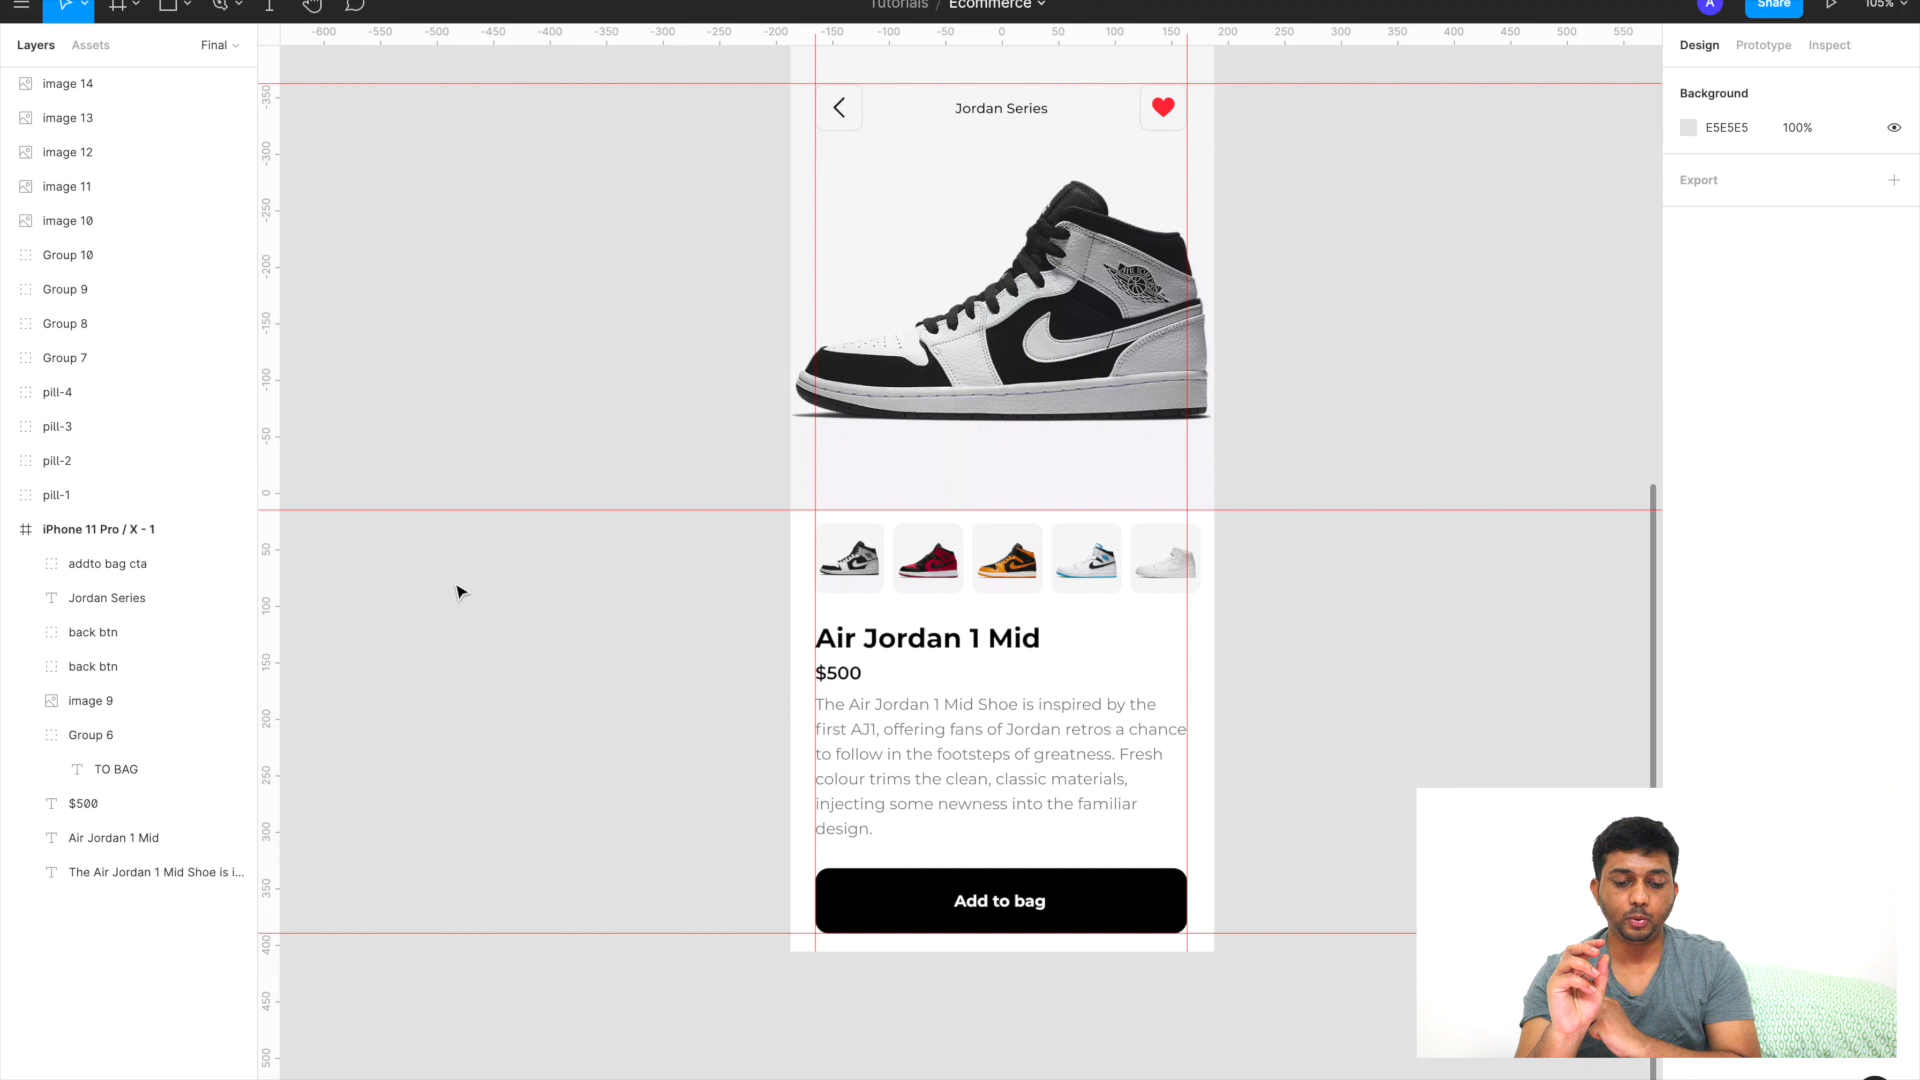 Tutorials / Ecommerce
A
Share
105%
Layers
Assets
Final
-600 -550 -500 -450 -400 -350 -300 -250 -200 -150 -100 -50 0 50 100 150 200 250 300 350 400 450 500 550
Design
Prototype
Inspect
image 14
image 13
image 12
image 11
image 10
Group 10
Group 9
Group 8
Group 7
pill-4
pill-3
pill-2
pill-1
iPhone 11 Pro / X - 1
addto bag cta
Jordan Series
back btn
back btn
image 9
Group 6
TO BAG
$500
Air Jordan 1 Mid
The Air Jordan 1 Mid Shoe is i...
-350
-300
-250
-200
-150
-100
-50
0
50
100
150
200
250
300
350
400
450
500
Jordan Series
Air Jordan 1 Mid
$500
The Air Jordan 1 Mid Shoe is inspired by the
first AJ1, offering fans of Jordan retros a chance
to follow in the footsteps of greatness. Fresh
colour trims the clean, classic materials,
injecting some newness into the familiar
design.
Add to bag
Background
E5E5E5 100%
Export